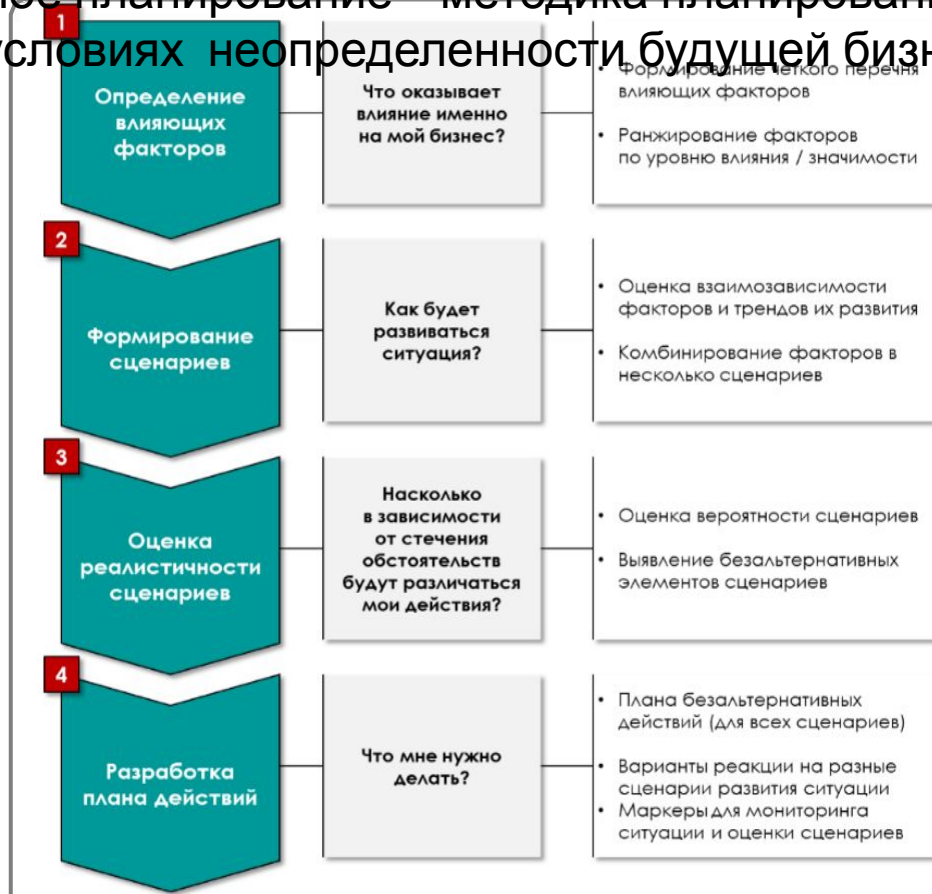 планирование – методика планирования
условиях неопределенности будущей
1
Определение
влияющих
факторов
Что оказывает
влияние именно
на мой бизнес?
• Формирование четкого перечня
влияющих факторов
• Ранжирование факторов
по уровню влияния / значимости
2
Формирование
сценариев
Как будет
развиваться
ситуация?
• Оценка взаимозависимости
факторов и трендов их развития
• Комбинирование факторов в
несколько сценариев
3
Оценка
реалистичности
сценариев
Насколько
в зависимости
от стечения
обстоятельств
будут различаться
мои действия?
• Оценка вероятности сценариев
• Выявление безальтернативных
элементов сценариев
4
Разработка
плана действий
Что мне нужно
делать?
• Плана безальтернативных
действий (для всех сценариев)
• Варианты реакции на разные
сценарии развития ситуации
• Маркеры для мониторинга
ситуации и оценки сценариев